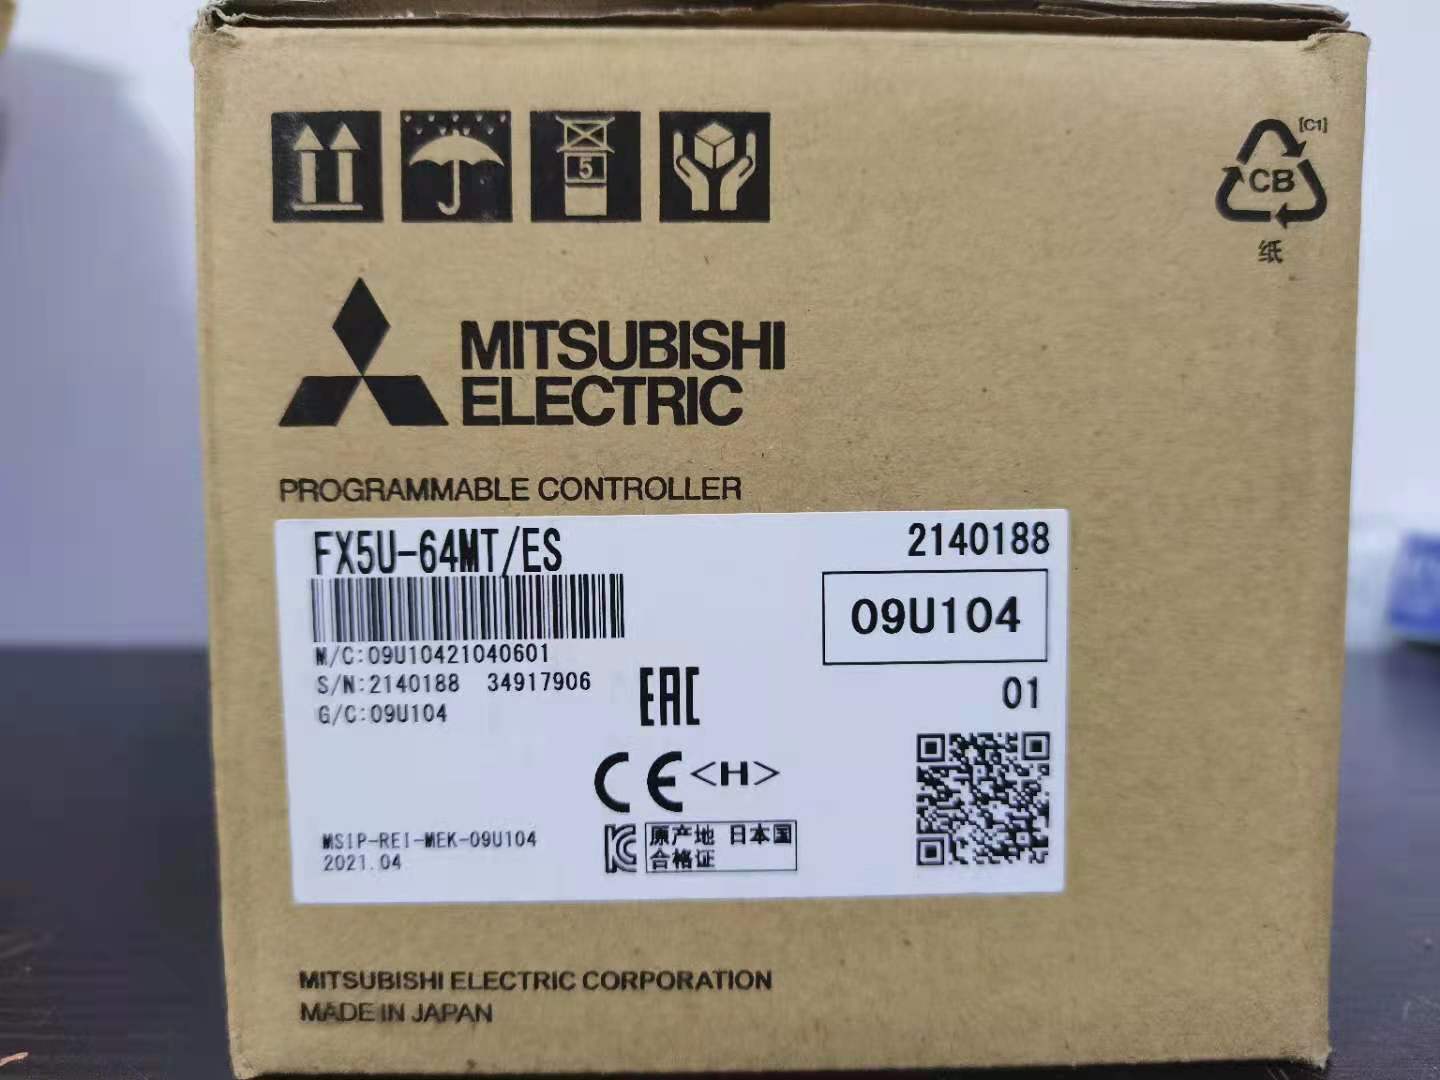 5
[C1]
CB
纸
MITSUBISHI
ELECTRIC
PROGRAMMABLE CONTROLLER
FX5U-64MT/ES
2140188
09U104
M/C:09U10421040601
S/N:2140188 34917906
G/C:09U104
EAC
01
CE <H>
MSIP-REI-MEK-09U104
2021.04
原产地 日本国
合格证
MITSUBISHI ELECTRIC CORPORATION
MADE IN JAPAN